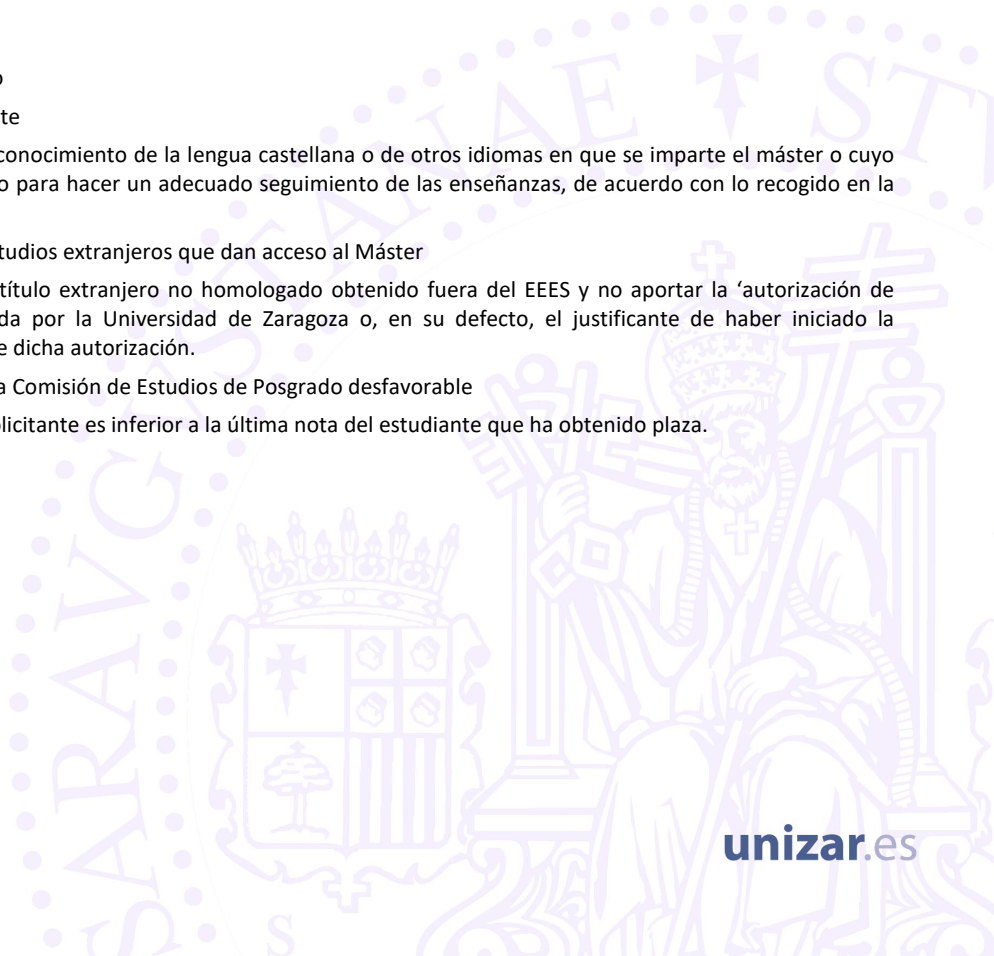 o
te
conocimiento de la lengua castellana o de otros idiomas en que se imparte el máster o cuyo
o para hacer un adecuado seguimiento de las enseñanzas, de acuerdo con lo recogido en la
tudios extranjeros que dan acceso al Máster
título extranjero no homologado obtenido fuera del EEES y no aportar la ‘autorización de
da por la Universidad de Zaragoza o, en su defecto, el justificante de haber iniciado la
e dicha autorización.
a Comisión de Estudios de Posgrado desfavorable
olicitante es inferior a la última nota del estudiante que ha obtenido plaza.
SARAVGVSTANAE ST
S
unizar.es